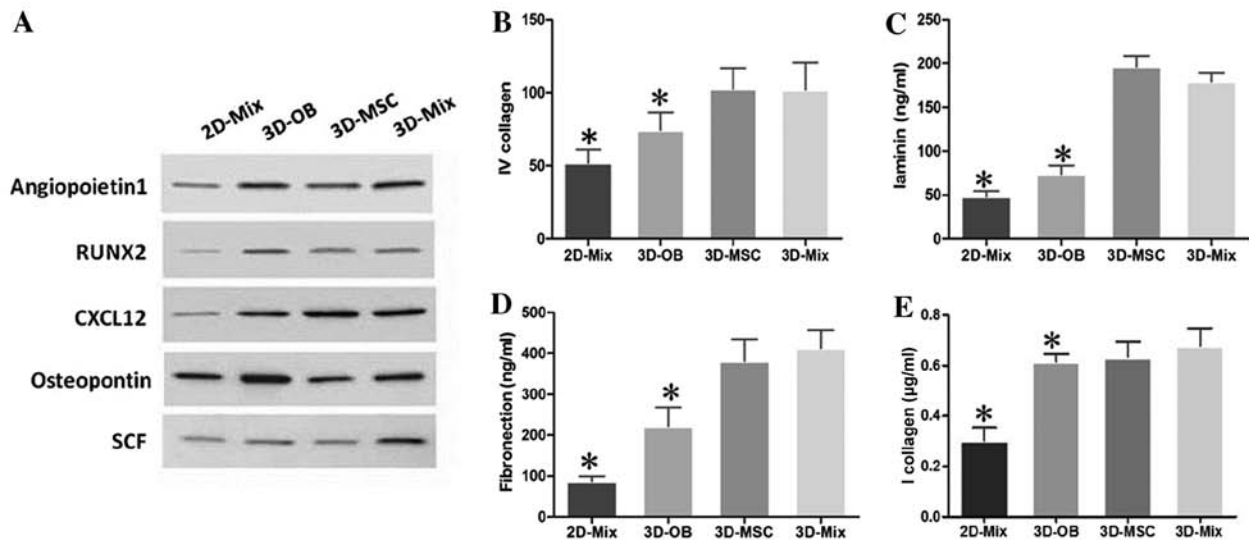 A
2D-Mix
3D-OB
3D-MSC
3D-Mix
Angiopoietin1
RUNX2
CXCL12
Osteopontin
SCF
B
IV collagen
150
100
50
0
*
*
2D-Mix 3D-OB 3D-MSC 3D-Mix
C
laminin (ng/ml)
250
200
150
100
50
0
*
*
2D-Mix 3D-OB 3D-MSC 3D-Mix
D
Fibronection (ng/ml)
500
400
300
200
100
0
*
*
2D-Mix 3D-OB 3D-MSC 3D-Mix
E
I collagen (μg/ml)
0.8
0.6
0.4
0.2
0.0
*
*
2D-Mix 3D-OB 3D-MSC 3D-Mix